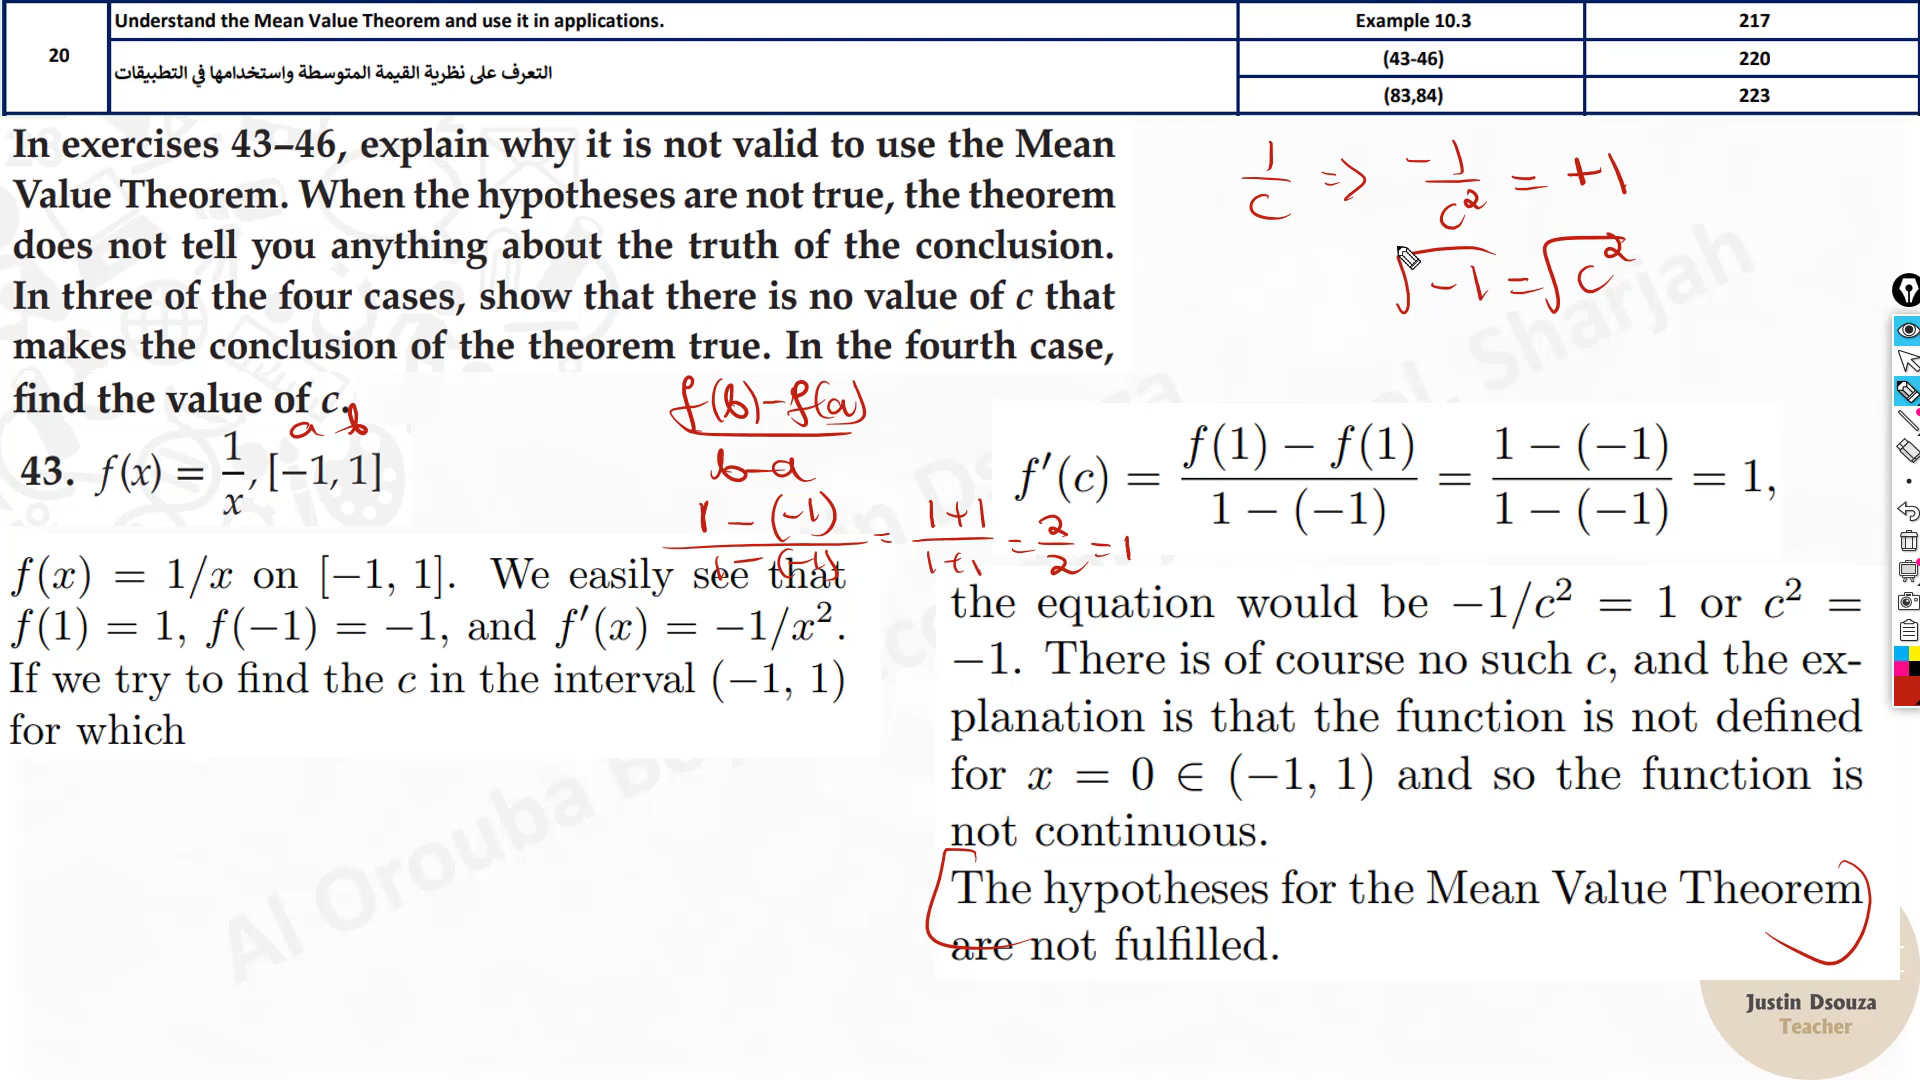 20
Understand the Mean Value Theorem and use it in applications.
Example 10.3
217
التعرف على نظرية القيمة المتوسطة واستخدامها في التطبيقات
(43-46)
220
(83,84)
223
In exercises 43–46, explain why it is not valid to use the Mean
Value Theorem. When the hypotheses are not true, the theorem
does not tell you anything about the truth of the conclusion.
In three of the four cases, show that there is no value of c that
makes the conclusion of the theorem true. In the fourth case,
find the value of c.
a b
43. f(x) = 1/x, [−1, 1]
f(x) = 1/x on [−1, 1]. We easily see that
f(1) = 1, f(−1) = −1, and f′(x) = −1/x².
If we try to find the c in the interval (−1, 1)
for which
f(b)-f(a)
b-a
1-(-1) / 1-(-1) = 1+1 / 1+1 = 2/2 = 1
1/c => -1/c² = +1
√-1 = √c²
f′(c) = f(1) − f(1) / 1 − (−1) = 1 − (−1) / 1 − (−1) = 1,
the equation would be −1/c² = 1 or c² =
−1. There is of course no such c, and the ex-
planation is that the function is not defined
for x = 0 ∈ (−1, 1) and so the function is
not continuous.
The hypotheses for the Mean Value Theorem
are not fulfilled.
Justin Dsouza
Teacher